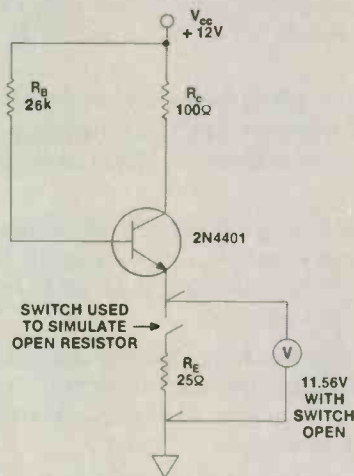 Vcc
+ 12V
RB
26k
Rc
100Ω
2N4401
SWITCH USED
TO SIMULATE
OPEN RESISTOR
RE
25Ω
V
11.56V
WITH
SWITCH
OPEN